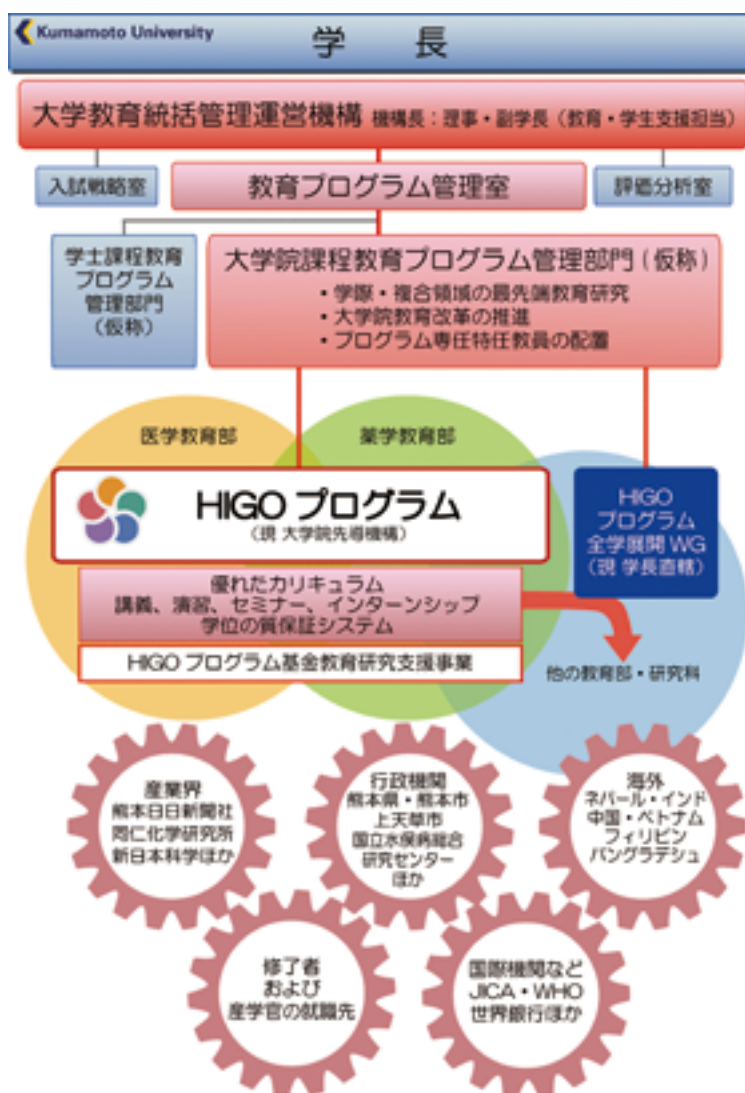 Kumamoto University
学 長
大学教育統括管理運営機構 機構長：理事・副学長（教育・学生支援担当）
入試戦略室
教育プログラム管理室
評価分析室
学士課程教育
プログラム
管理部門
（仮称）
大学院課程教育プログラム管理部門（仮称）
・学際・複合領域の最先端教育研究
・大学院教育改革の推進
・プログラム専任特任教員の配置
医学教育部
薬学教育部
HIGO プログラム
（現 大学院先導機構）
HIGO
プログラム
全学展開 WG
（現 学長直轄）
優れたカリキュラム
講義、演習、セミナー、インターンシップ
学位の質保証システム
HIGO プログラム基金教育研究支援事業
他の教育部・研究科
産業界
熊本日日新聞社
同仁化学研究所
新日本科学ほか
行政機関
熊本県・熊本市
上天草市
国立水俣病総合
研究センター
ほか
海外
ネパール・インド
中国・ベトナム
フィリピン
バングラデシュ
修了者
および
産学官の就職先
国際機関など
JICA・WHO
世界銀行ほか